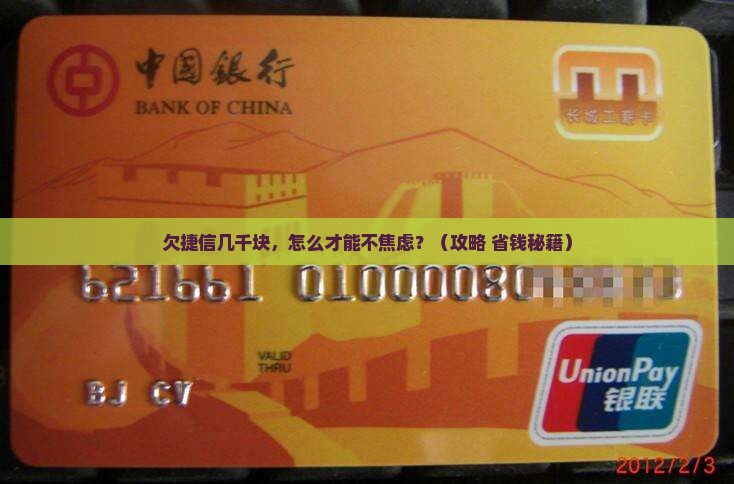 中国银行
BANK OF CHINA
长城工薪卡
欠捷信几千块，怎么才能不焦虑？（攻略 省钱秘籍）
621661 01000080
VALID
THRU
BJ CV
UnionPay
银联
2012/2/3